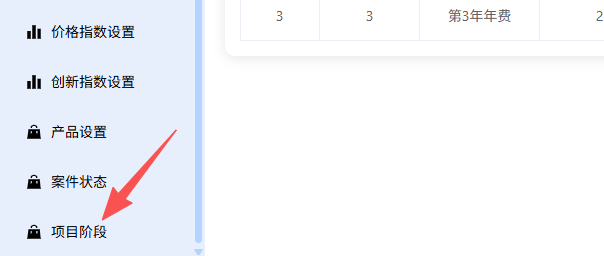 3 3 第3年年费 2
价格指数设置
创新指数设置
产品设置
案件状态
项目阶段